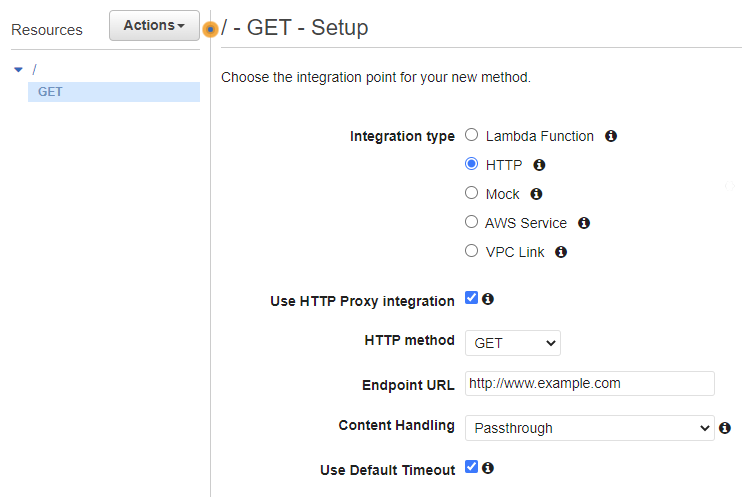 Resources
Actions
/ - GET - Setup
/
GET
Choose the integration point for your new method.
Integration type
Lambda Function
HTTP
Mock
AWS Service
VPC Link
Use HTTP Proxy integration
HTTP method
GET
Endpoint URL
http://www.example.com
Content Handling
Passthrough
Use Default Timeout